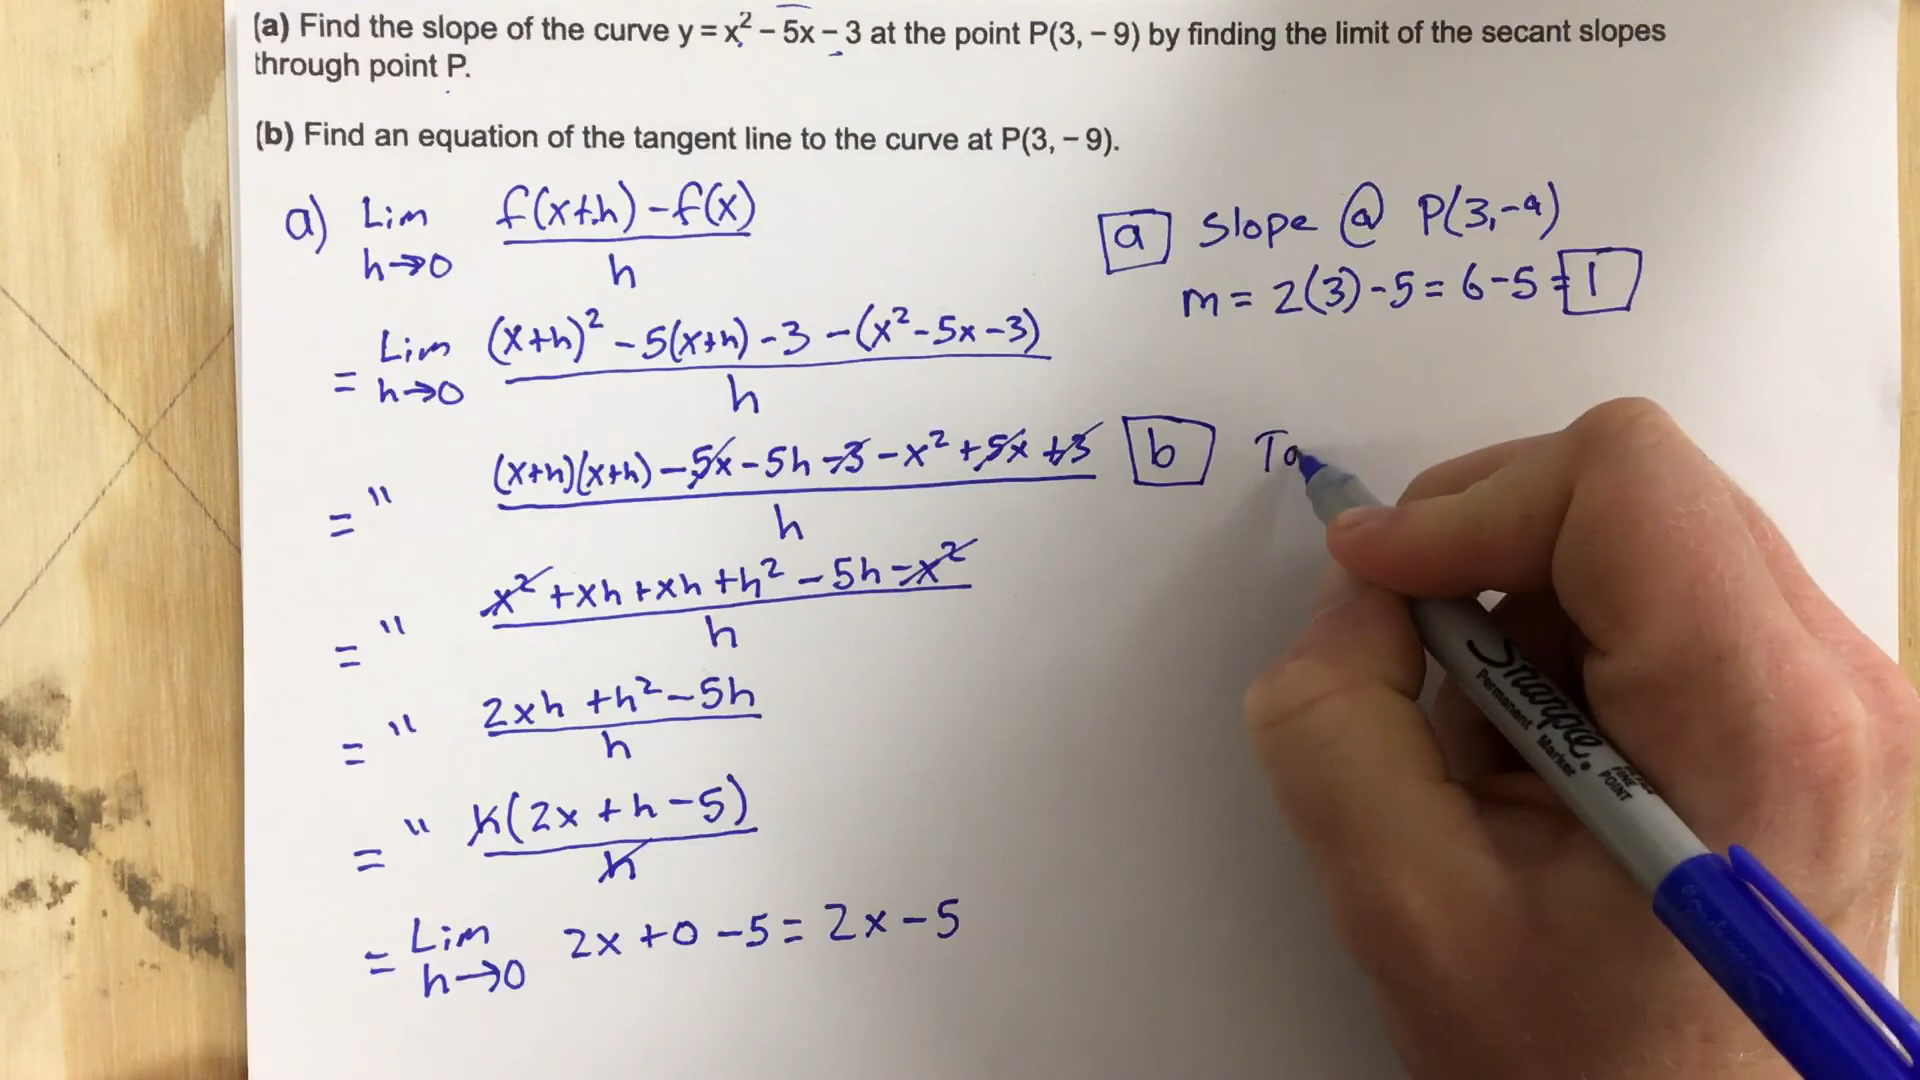 (a) Find the slope of the curve y = x² − 5x − 3 at the point P(3, − 9) by finding the limit of the secant slopes
through point P.
(b) Find an equation of the tangent line to the curve at P(3, − 9).
a) Lim h→0 f(x+h) - f(x) / h
= Lim h→0 (x+h)² - 5(x+h) - 3 - (x² - 5x - 3) / h
= " (x+h)(x+h) - 5x - 5h - 3 - x² + 5x + 3 / h
= " x² + xh + xh + h² - 5h - x² / h
= " 2xh + h² - 5h / h
= " h(2x + h - 5) / h
= Lim h→0 2x + 0 - 5 = 2x - 5
a Slope @ P(3,-9)
m = 2(3) - 5 = 6 - 5 = 1
b Ta
Sharpie.
Permanent Marker
FINE POINT